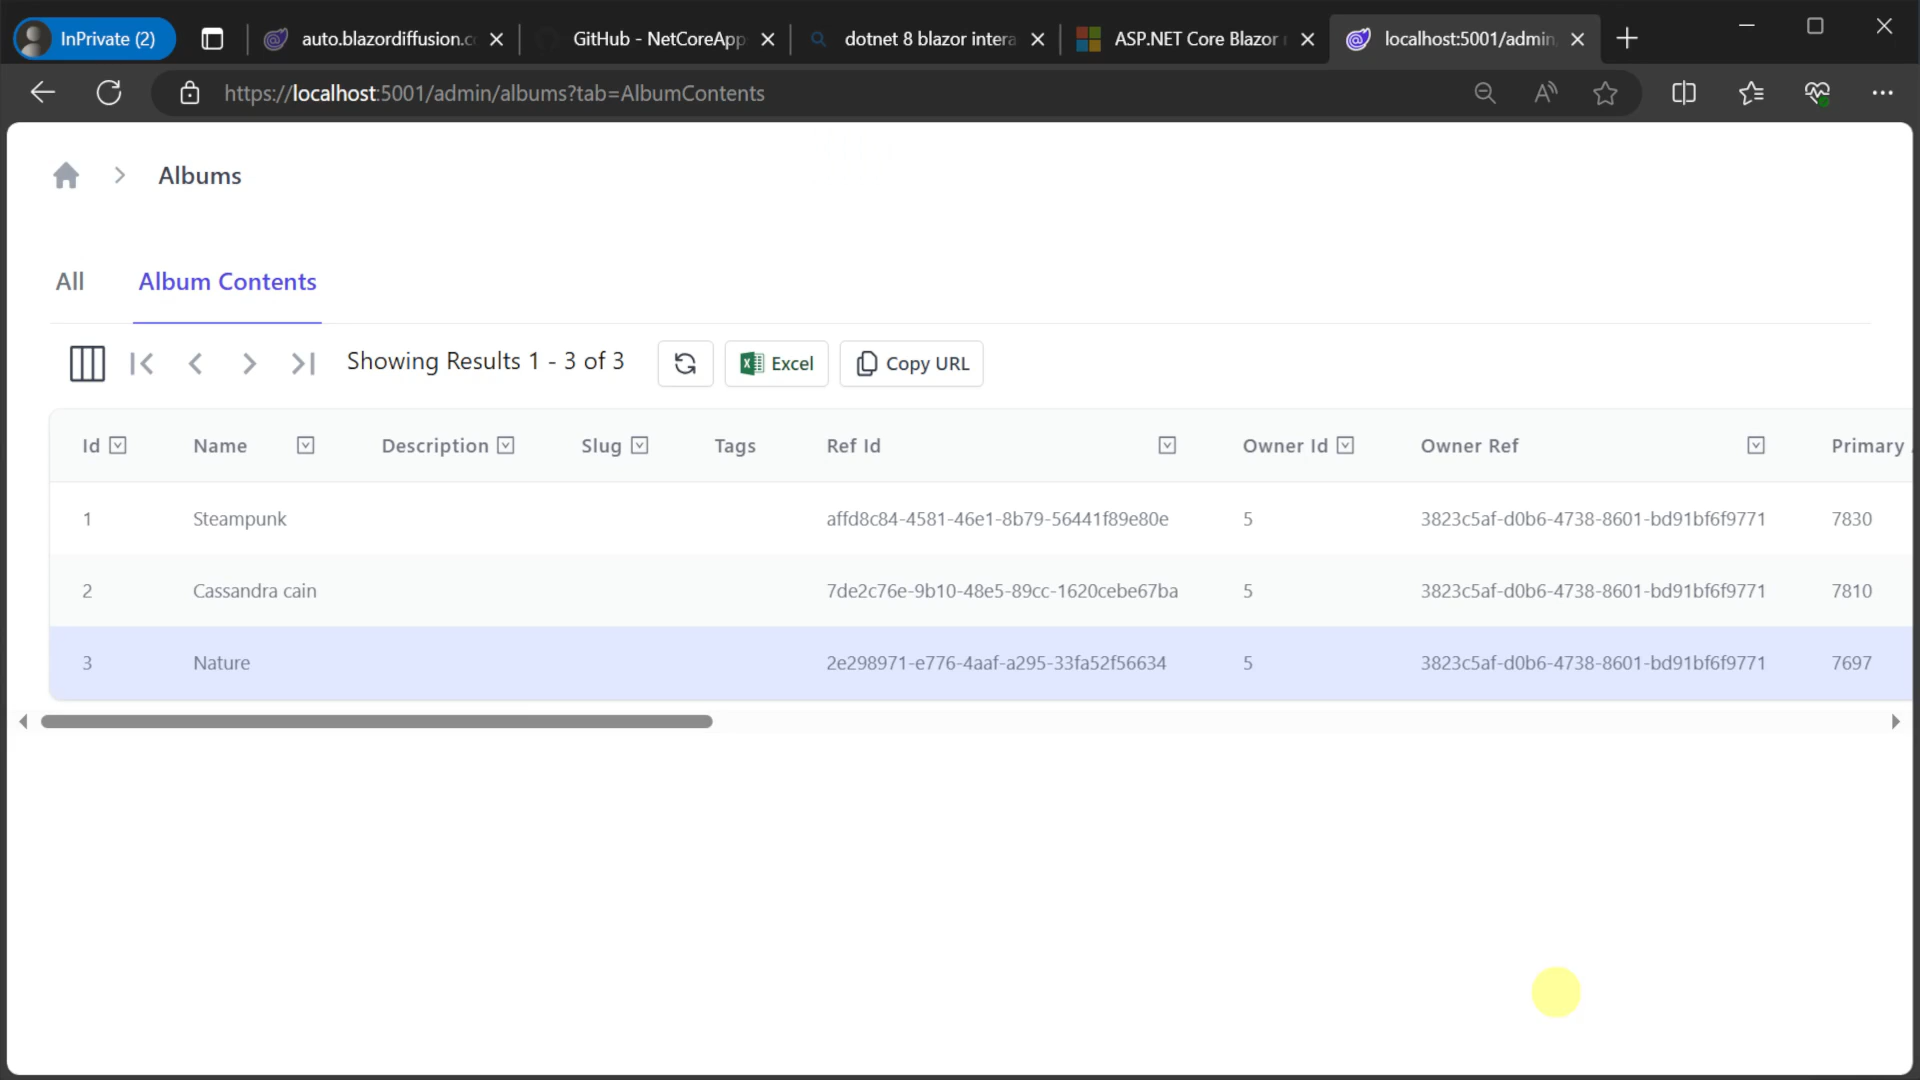 InPrivate (2)
auto.blazordiffusion.c
GitHub - NetCoreApp
dotnet 8 blazor intera
ASP.NET Core Blazor
localhost:5001/admin
https://localhost:5001/admin/albums?tab=AlbumContents
Albums
All
Album Contents
Showing Results 1 - 3 of 3
Excel
Copy URL
Id Name Description Slug Tags Ref Id Owner Id Owner Ref Primary
1 Steampunk affd8c84-4581-46e1-8b79-56441f89e80e 5 3823c5af-d0b6-4738-8601-bd91bf6f9771 7830
2 Cassandra cain 7de2c76e-9b10-48e5-89cc-1620cebe67ba 5 3823c5af-d0b6-4738-8601-bd91bf6f9771 7810
3 Nature 2e298971-e776-4aaf-a295-33fa52f56634 5 3823c5af-d0b6-4738-8601-bd91bf6f9771 7697